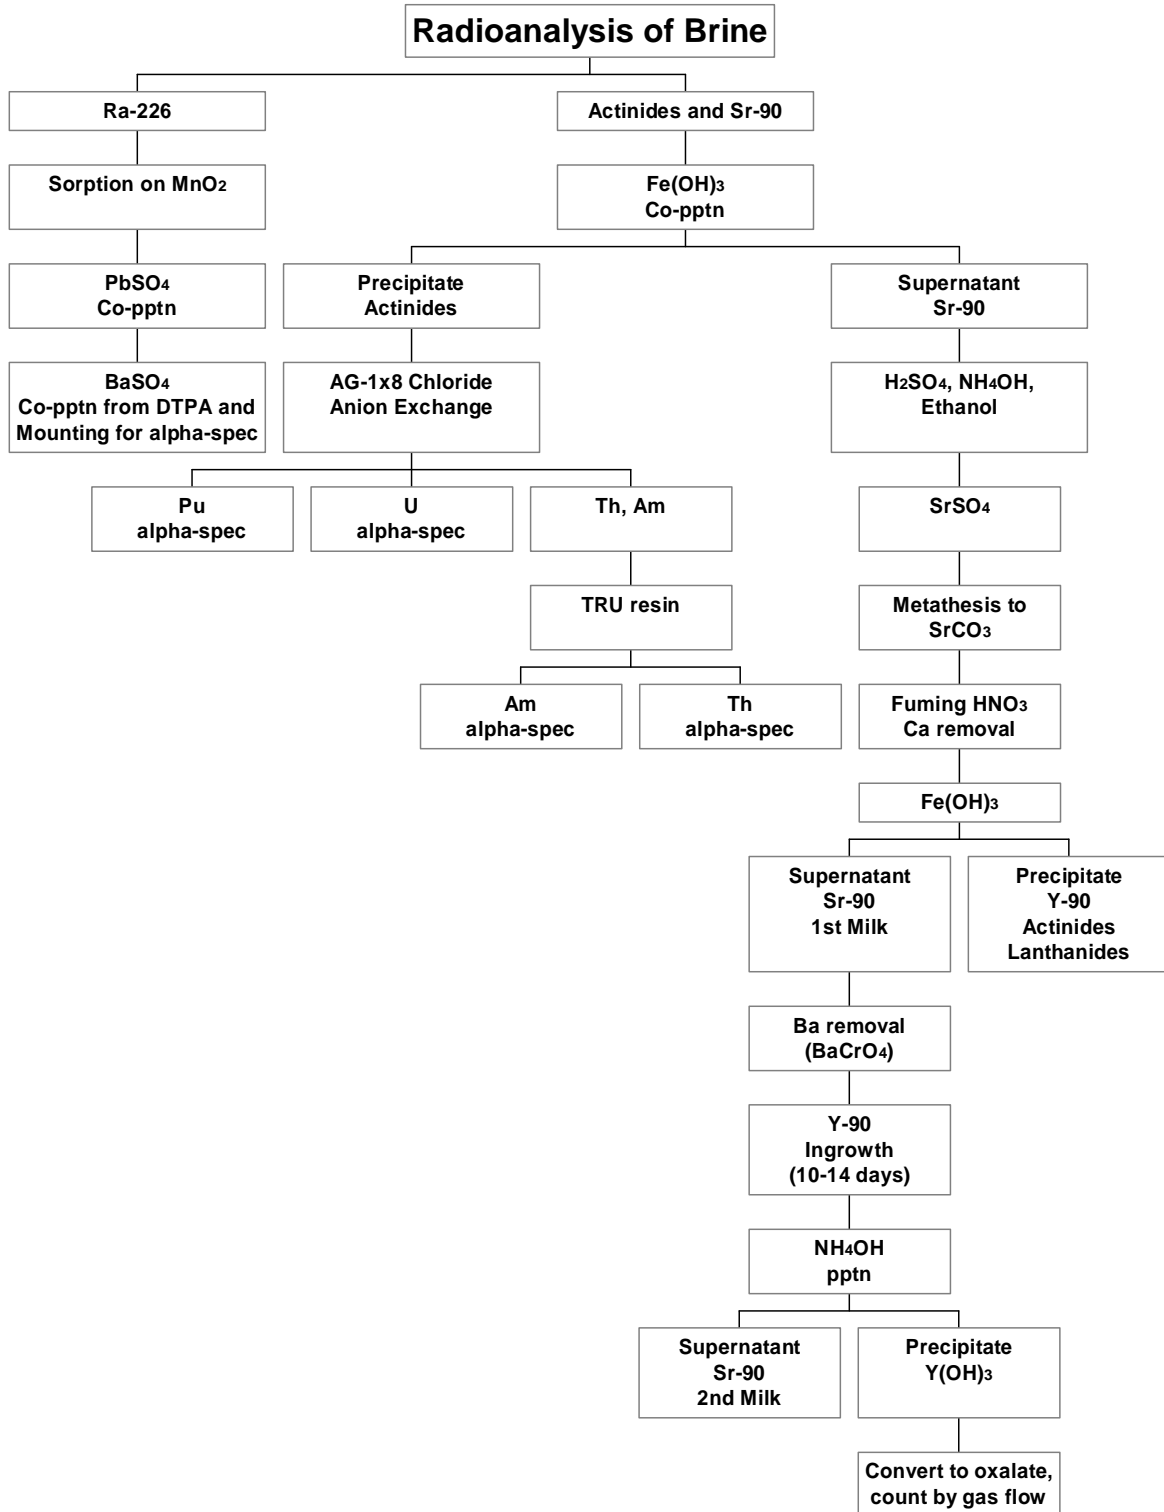 Radioanalysis of Brine
Ra-226
Actinides and Sr-90
Sorption on MnO2
Fe(OH)3
Co-pptn
PbSO4
Co-pptn
Precipitate
Actinides
Supernatant
Sr-90
BaSO4
Co-pptn from DTPA and
Mounting for alpha-spec
AG-1x8 Chloride
Anion Exchange
H2SO4, NH4OH,
Ethanol
Pu
alpha-spec
U
alpha-spec
Th, Am
SrSO4
TRU resin
Metathesis to
SrCO3
Am
alpha-spec
Th
alpha-spec
Fuming HNO3
Ca removal
Fe(OH)3
Supernatant
Sr-90
1st Milk
Precipitate
Y-90
Actinides
Lanthanides
Ba removal
(BaCrO4)
Y-90
Ingrowth
(10-14 days)
NH4OH
pptn
Supernatant
Sr-90
2nd Milk
Precipitate
Y(OH)3
Convert to oxalate,
count by gas flow